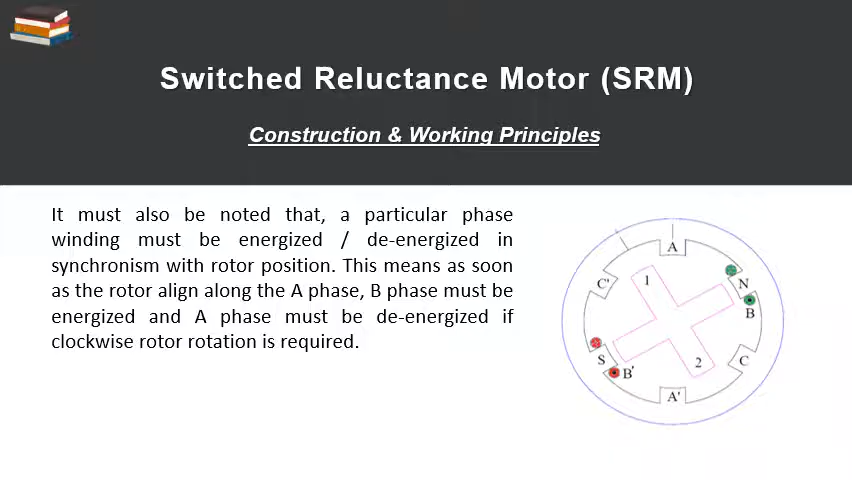 Switched Reluctance Motor (SRM)
Construction & Working Principles
It must also be noted that, a particular phase
winding must be energized / de-energized in
synchronism with rotor position. This means as soon
as the rotor align along the A phase, B phase must be
energized and A phase must be de-energized if
clockwise rotor rotation is required.
A
C'
1
N
B
S
B'
2
C
A'